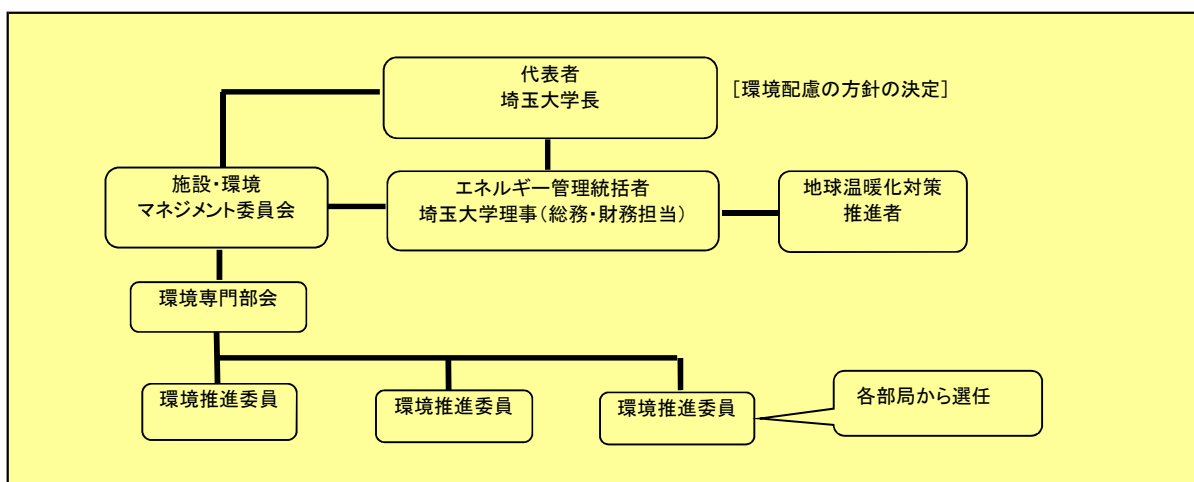 代表者
埼玉大学長
[環境配慮の方針の決定]
施設・環境
マネジメント委員会
エネルギー管理統括者
埼玉大学理事(総務・財務担当)
地球温暖化対策
推進者
環境専門部会
環境推進委員
環境推進委員
環境推進委員
各部局から選任